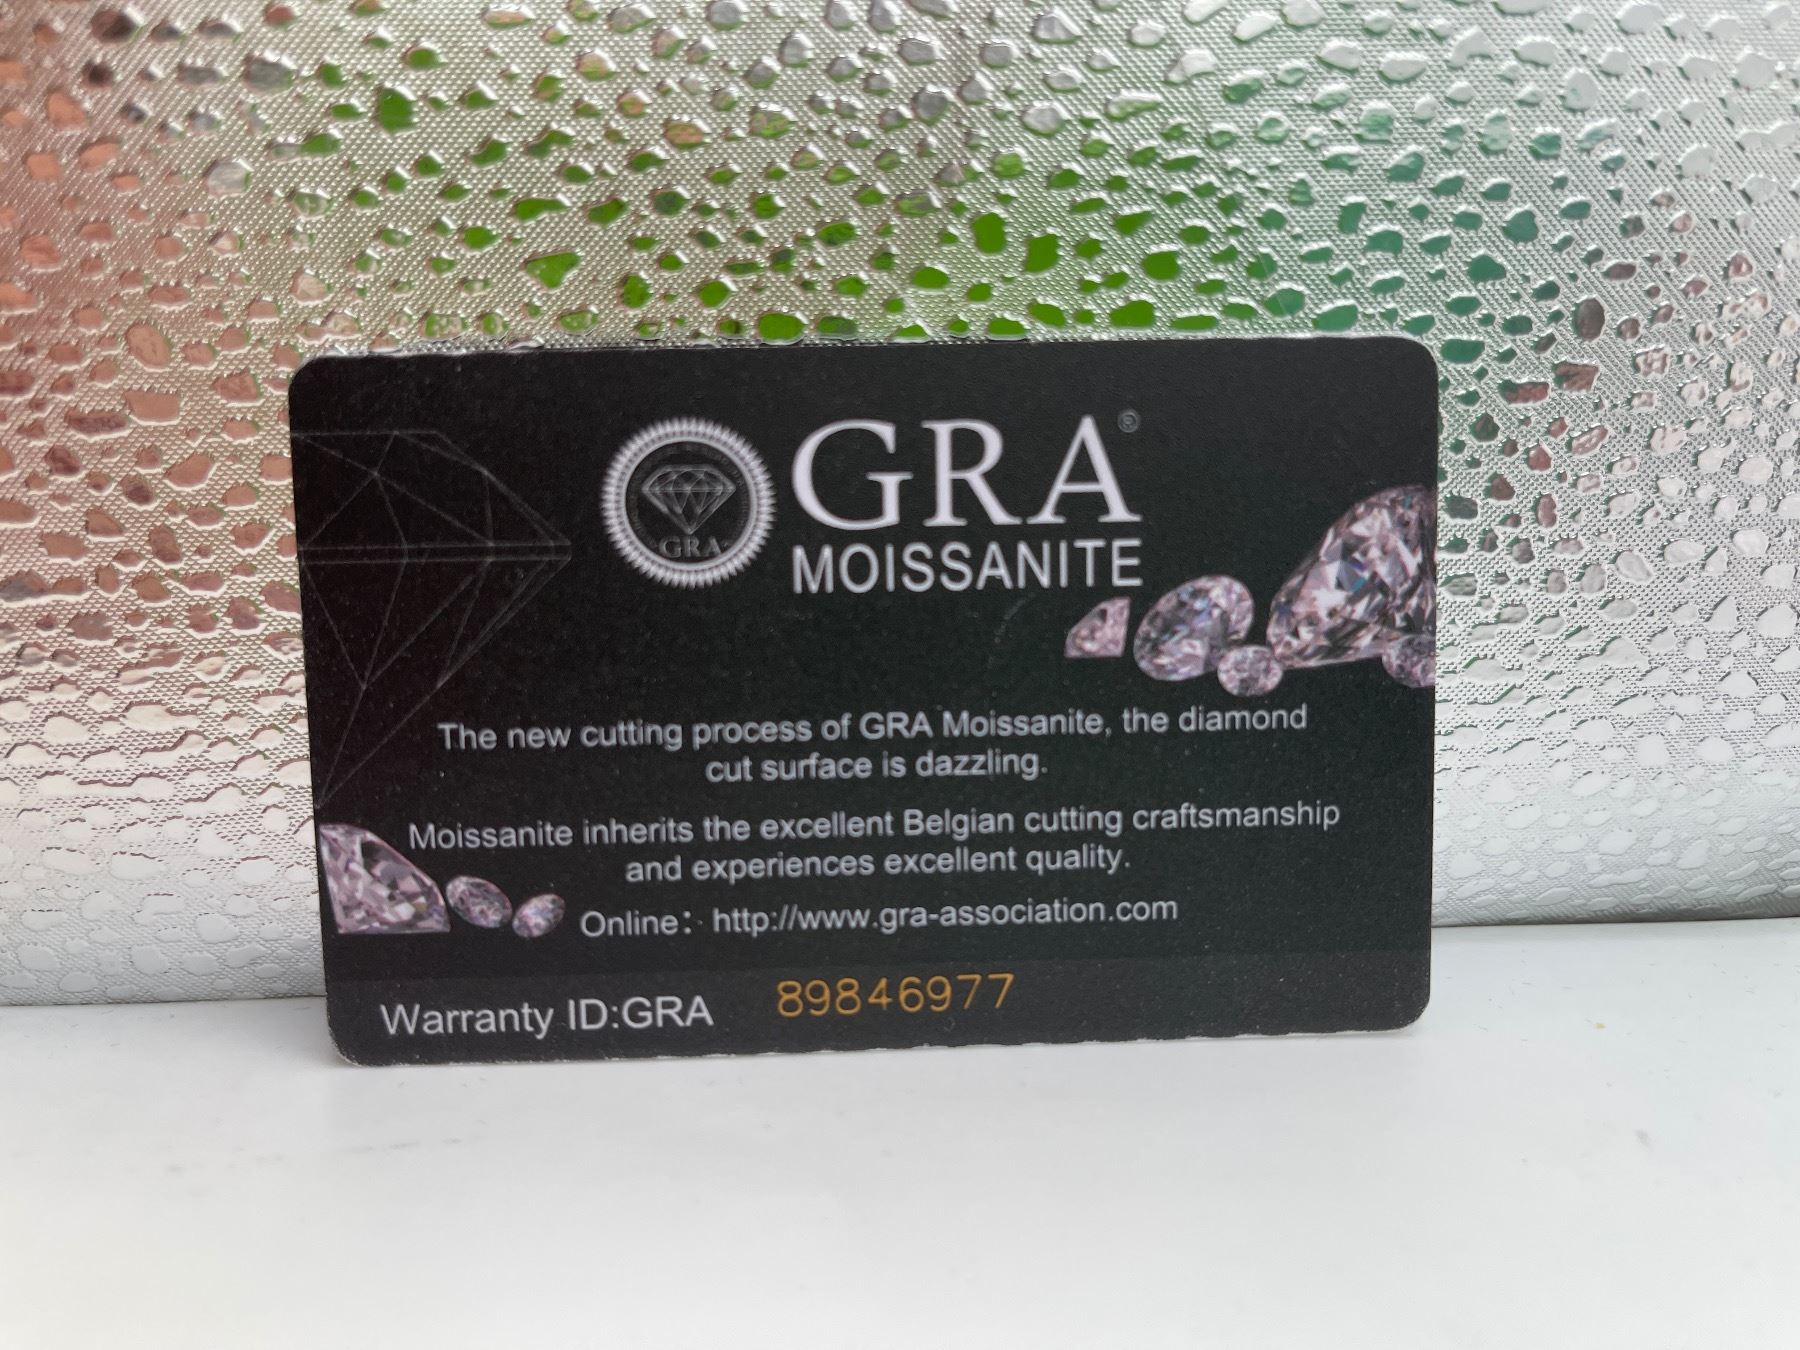 GRA
GRA®
MOISSANITE
The new cutting process of GRA Moissanite, the diamond
cut surface is dazzling.
Moissanite inherits the excellent Belgian cutting craftsmanship
and experiences excellent quality.
Online: http://www.gra-association.com
Warranty ID:GRA 89846977